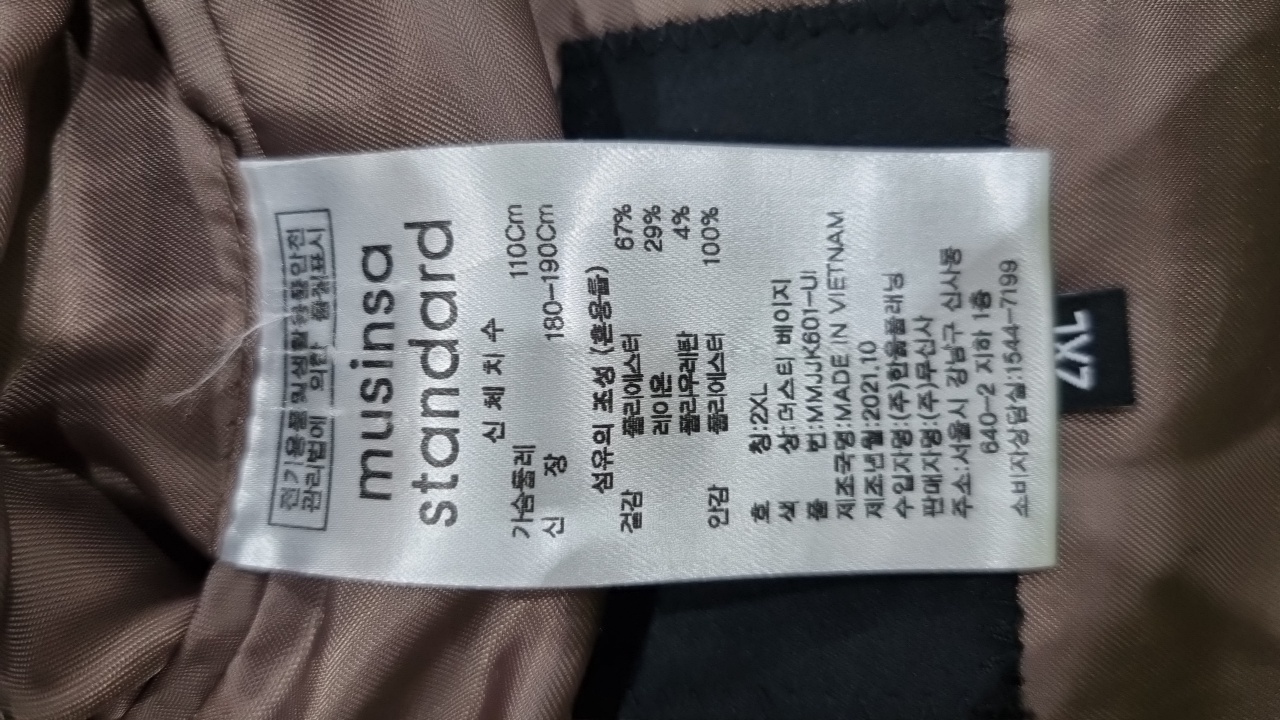 전기용품및생활용품안전
관리법에 의한 품질표시
musinsa
standard
신 체 치 수
가슴둘레 110Cm
신 장 180-190Cm
섬유의 조성 (혼용률)
겉감 폴리에스터 67%
레이온 29%
폴리우레탄 4%
안감 폴리에스터 100%
호 칭:2XL
색 상:더스티 베이지
품 번:MMJJK601-UI
제조국명:MADE IN VIETNAM
제조년월:2021.10
수입자명:(주)한울플래닝
판매자명:(주)무신사
주소:서울시 강남구 신사동
640-2 지하 1층
소비자상담실:1544-7199
2XL